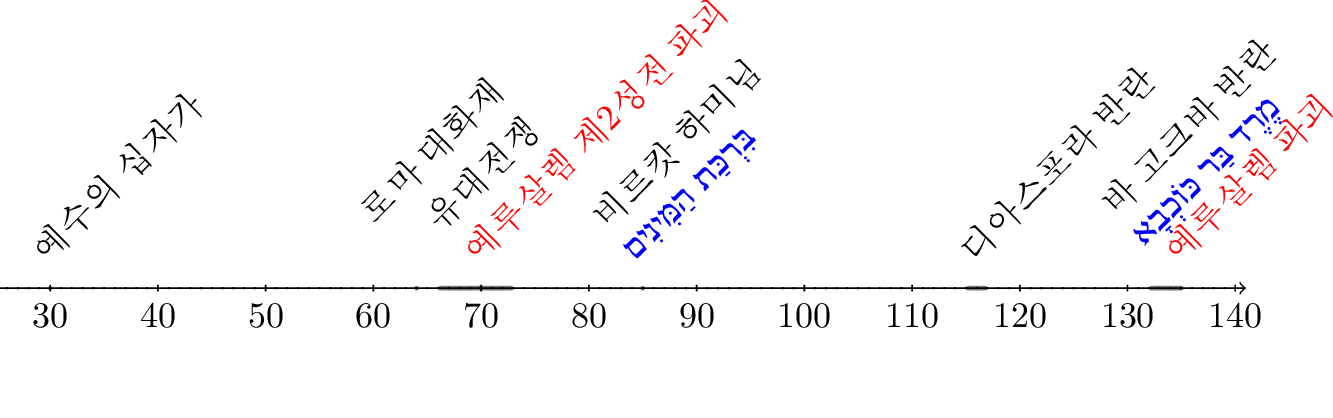 예수의 십자가
로마 대화재
유대전쟁
예루살렘 제2성전 파괴
비르캇 하미님
בִּרְכַּת הַמִּינִים
디아스포라 반란
바 고크바 반란
מֶרֶד בַּר כּוֹכְבָא
예루살렘 파괴
30 40 50 60 70 80 90 100 110 120 130 140